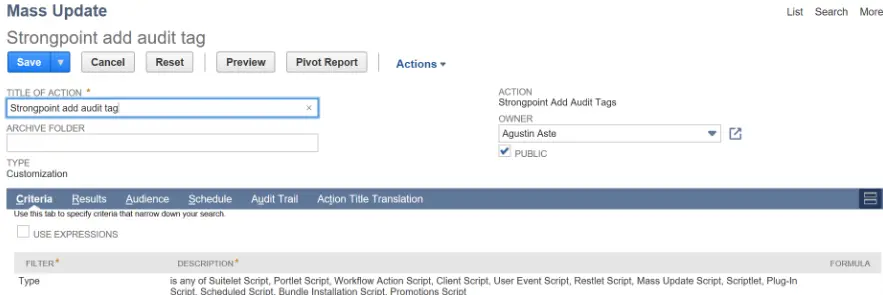 Mass Update
List Search More
Strongpoint add audit tag
Save Cancel Reset Preview Pivot Report Actions
TITLE OF ACTION *
Strongpoint add audit tag ×
ARCHIVE FOLDER
TYPE
Customization
ACTION
Strongpoint Add Audit Tags
OWNER
Agustin Aste
PUBLIC
Criteria Results Audience Schedule Audit Trail Action Title Translation
Use this tab to specify criteria that narrow down your search.
USE EXPRESSIONS
FILTER * DESCRIPTION * FORMULA
Type is any of Suitelet Script, Portlet Script, Workflow Action Script, Client Script, User Event Script, Restlet Script, Mass Update Script, Scriptlet, Plug-In
Script, Scheduled Script, Bundle Installation Script, Promotions Script